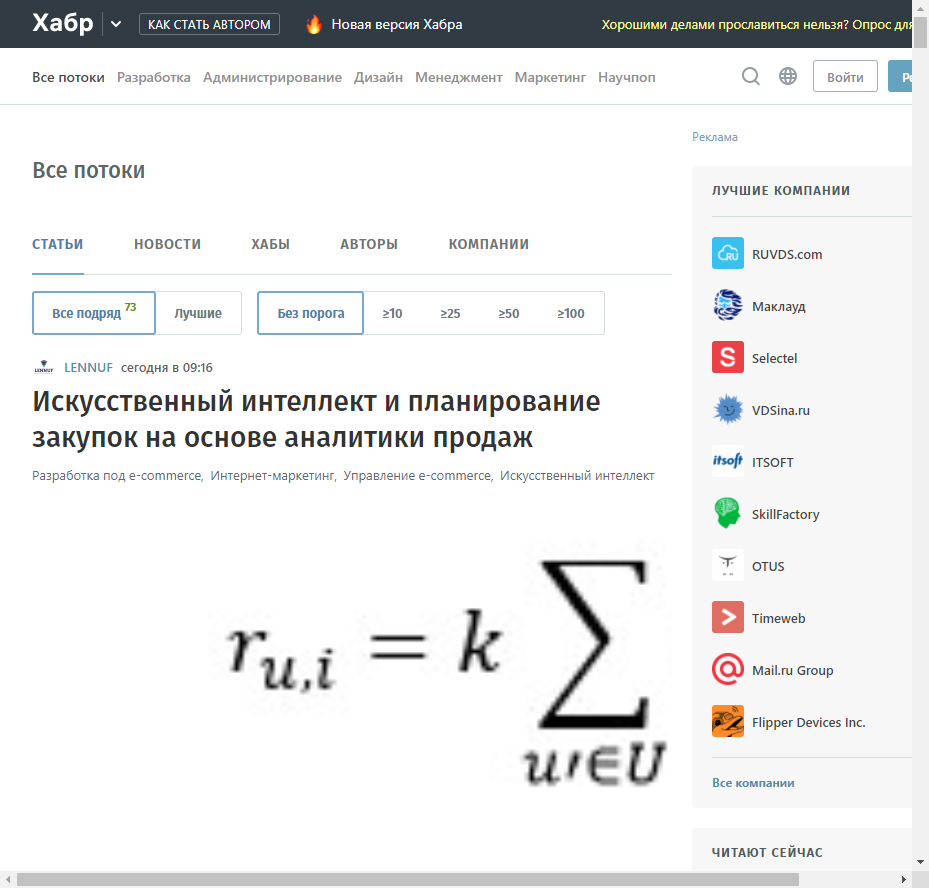 Хабр
КАК СТАТЬ АВТОРОМ
Новая версия Хабра
Хорошими делами прославиться нельзя? Опрос для
Все потоки Разработка Администрирование Дизайн Менеджмент Маркетинг Научпоп
Войти
Реклама
Все потоки
СТАТЬИ НОВОСТИ ХАБЫ АВТОРЫ КОМПАНИИ
Все подряд 73 Лучшие Без порога ≥10 ≥25 ≥50 ≥100
LENNUF сегодня в 09:16
Искусственный интеллект и планирование
закупок на основе аналитики продаж
Разработка под e-commerce, Интернет-маркетинг, Управление e-commerce, Искусственный интеллект
r u,i = k ∑ u′∈U
ЛУЧШИЕ КОМПАНИИ
RUVDS.com
Маклауд
Selectel
VDSina.ru
itsoft ITSOFT
SkillFactory
OTUS
Timeweb
Mail.ru Group
Flipper Devices Inc.
Все компании
ЧИТАЮТ СЕЙЧАС